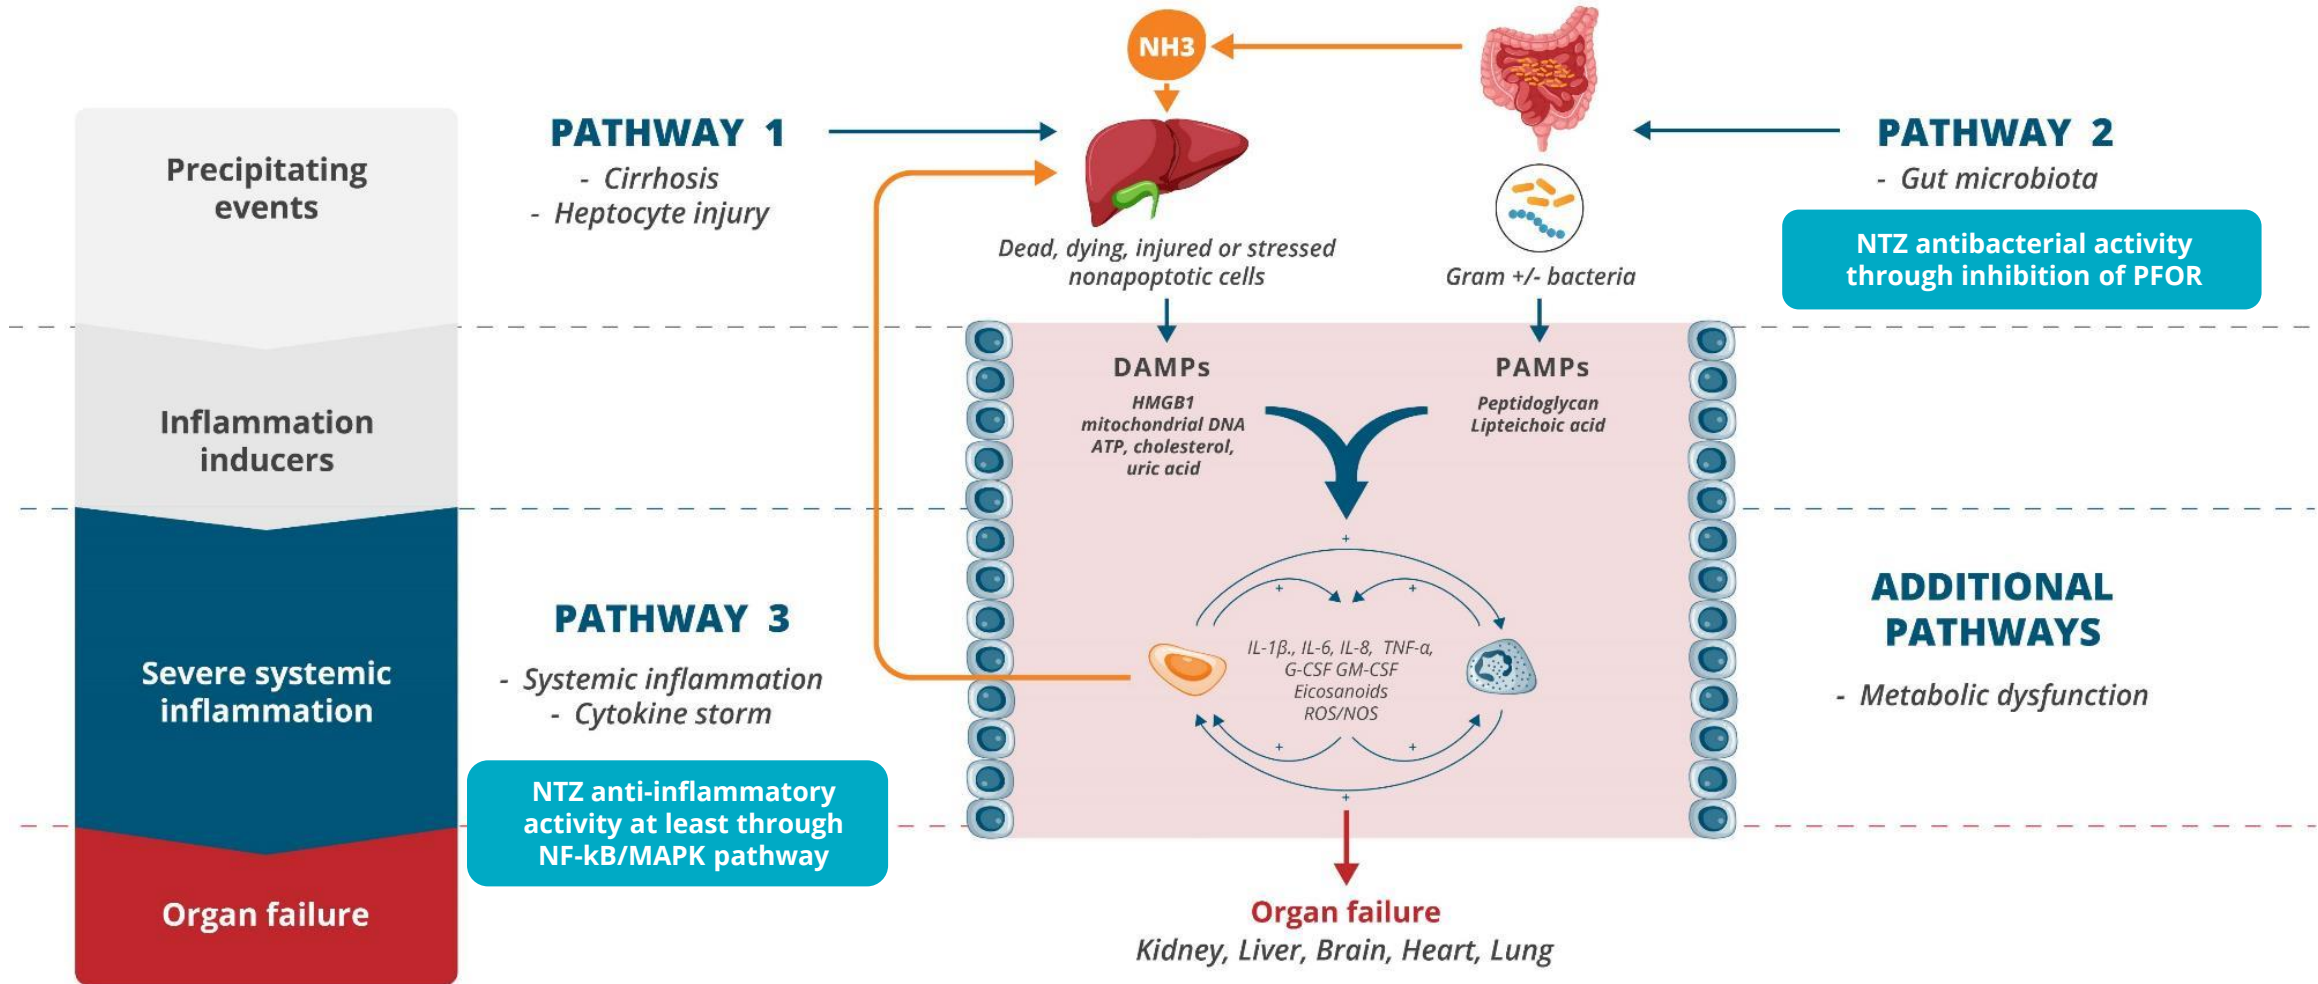 NH3
PATHWAY 1
- Cirrhosis
- Heptocyte injury
PATHWAY 2
- Gut microbiota
NTZ antibacterial activity
through inhibition of PFOR
Precipitating
events
Dead, dying, injured or stressed
nonapoptotic cells
Gram +/- bacteria
Inflammation
inducers
DAMPs
HMGB1
mitochondrial DNA
ATP, cholesterol,
uric acid
PAMPs
Peptidoglycan
Lipteichoic acid
Severe systemic
inflammation
PATHWAY 3
- Systemic inflammation
- Cytokine storm
NTZ anti-inflammatory
activity at least through
NF-kB/MAPK pathway
+
+
+
IL-1β., IL-6, IL-8, TNF-α,
G-CSF GM-CSF
Eicosanoids
ROS/NOS
+
+
+
ADDITIONAL
PATHWAYS
- Metabolic dysfunction
Organ failure
Organ failure
Kidney, Liver, Brain, Heart, Lung